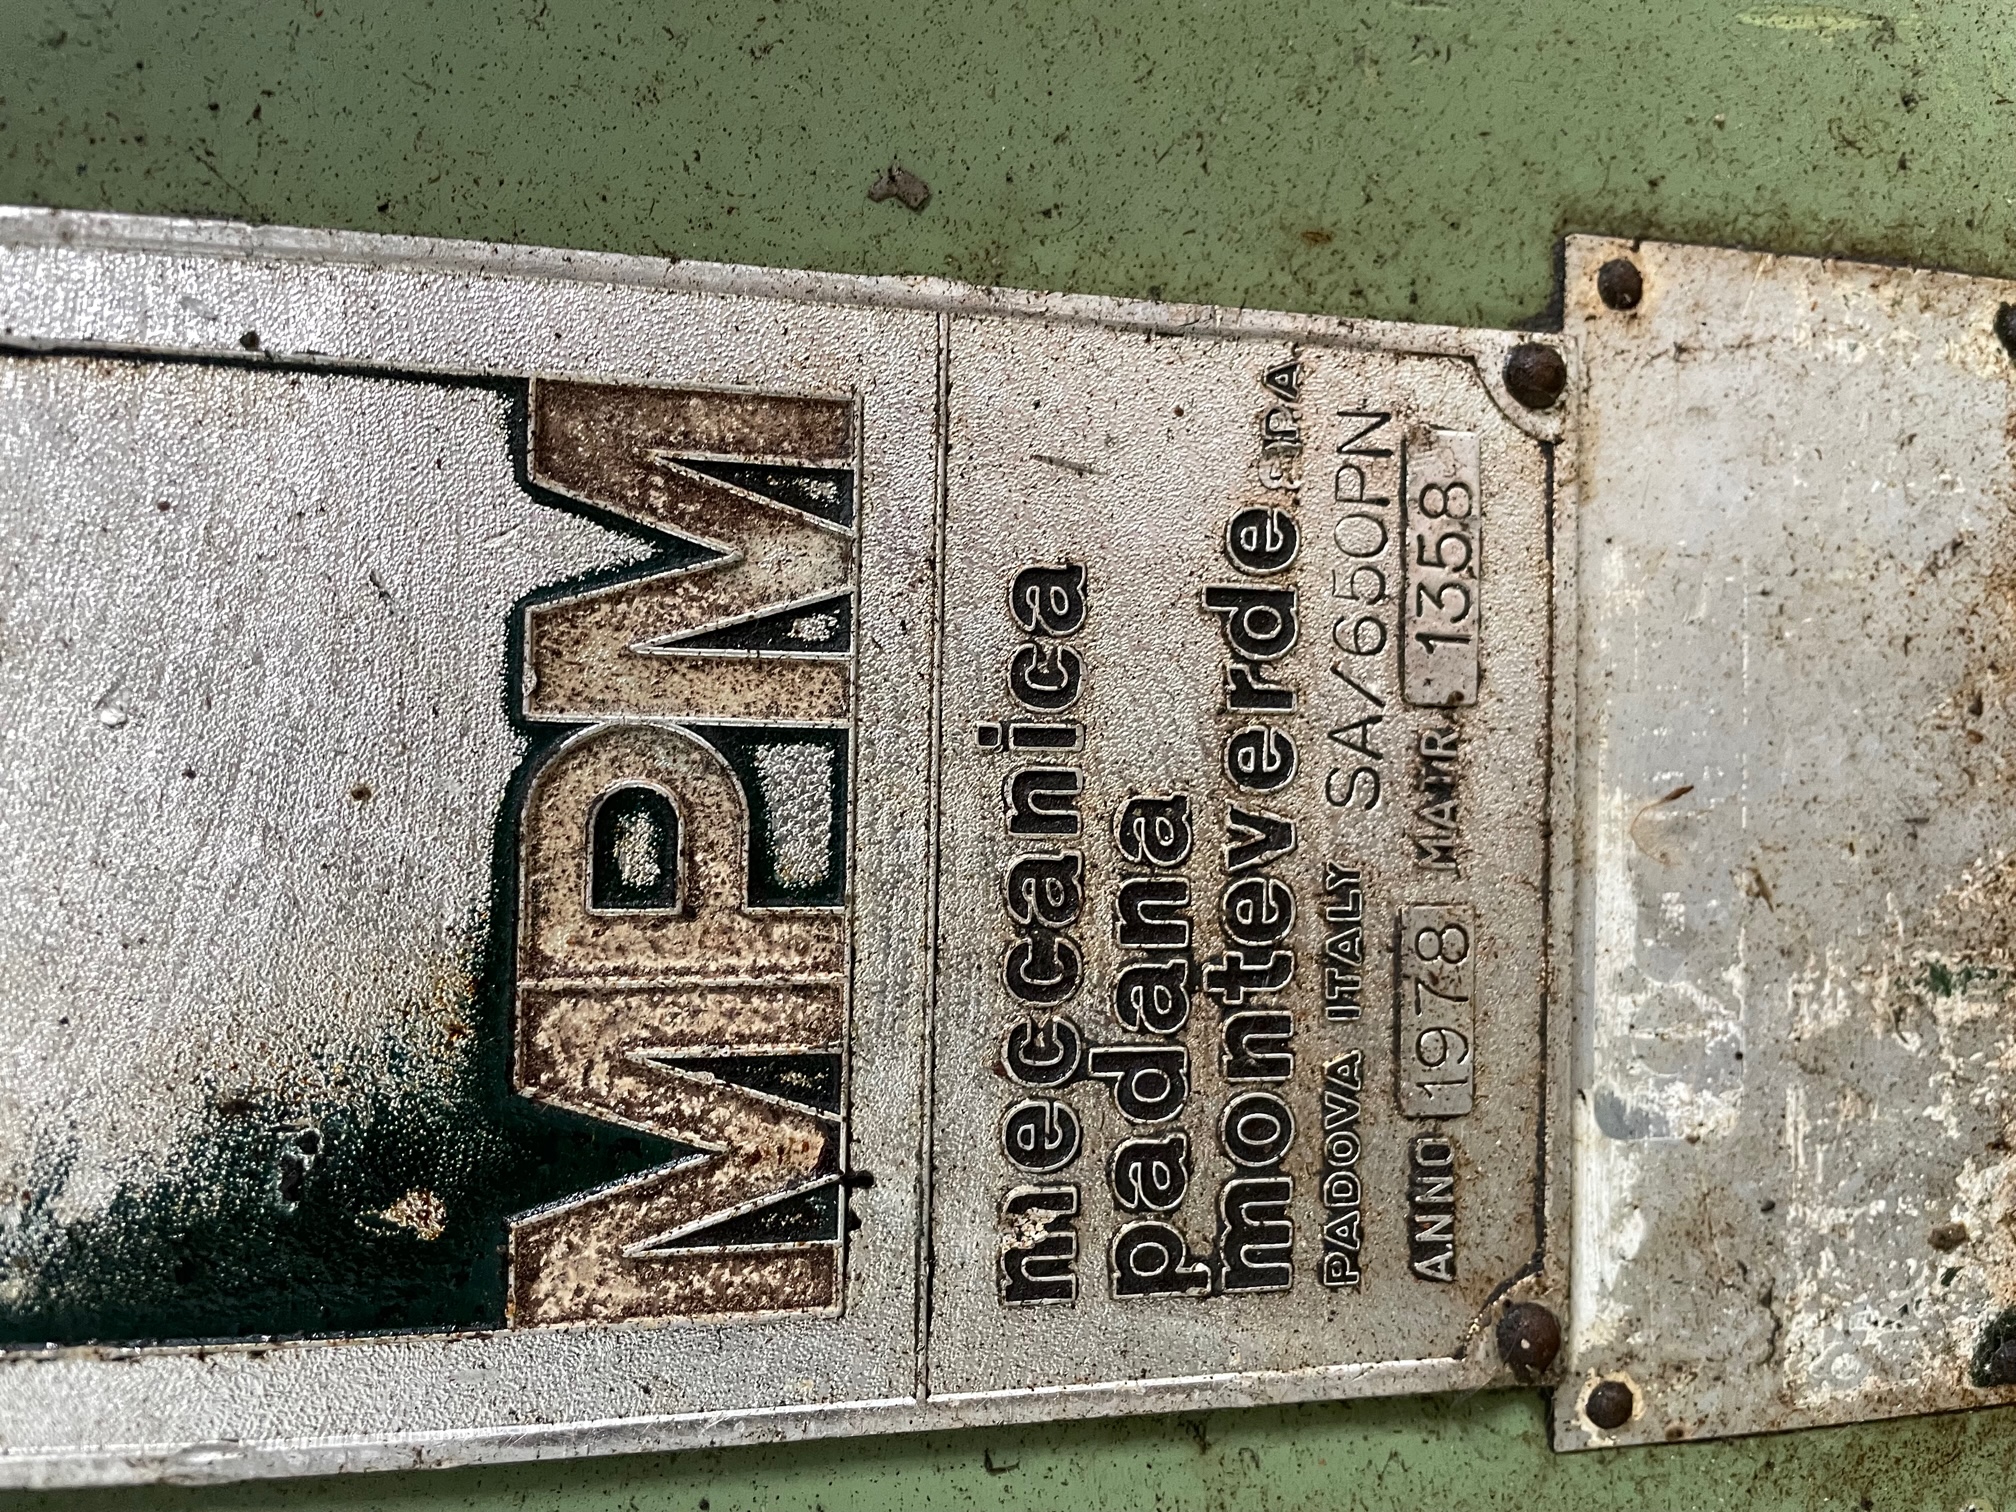 MPM
meccanica
padana
monteverde S.P.A.
PADOVA ITALY SA/650PN
ANNO 1978 MATR. 1358